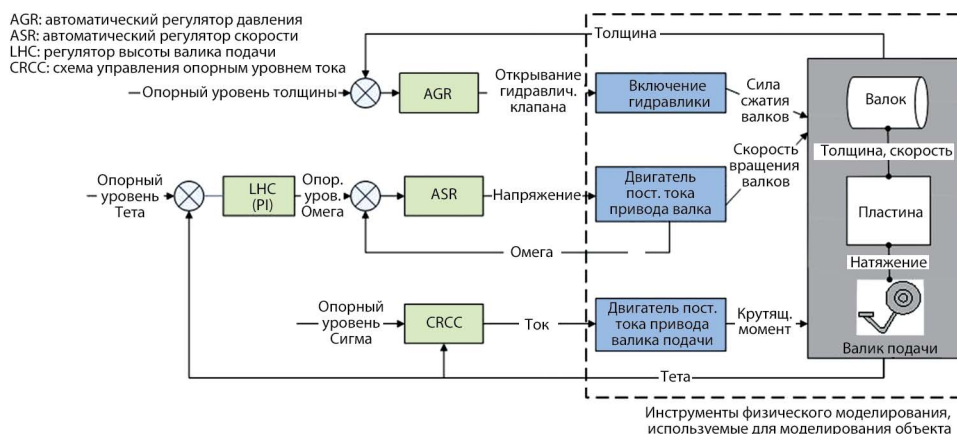 AGR: автоматический регулятор давления
ASR: автоматический регулятор скорости
LHC: регулятор высоты валика подачи
CRCC: схема управления опорным уровнем тока
Толщина
Опорный уровень толщины
AGR
Открывание
гидравлич.
клапана
Включение
гидравлики
Сила
сжатия
валков
Валок
Толщина, скорость
Опорный
уровень
Тета
LHC
(PI)
Опор.
уров.
Омега
ASR
Напряжение
Двигатель
пост. тока
привода валка
Скорость
вращения
валков
Пластина
Омега
Натяжение
Опорный
уровень
Сигма
CRCC
Ток
Двигатель пост.
тока привода
валика подачи
Крутящ.
момент
Валик подачи
Тета
Инструменты физического моделирования,
используемые для моделирования объекта